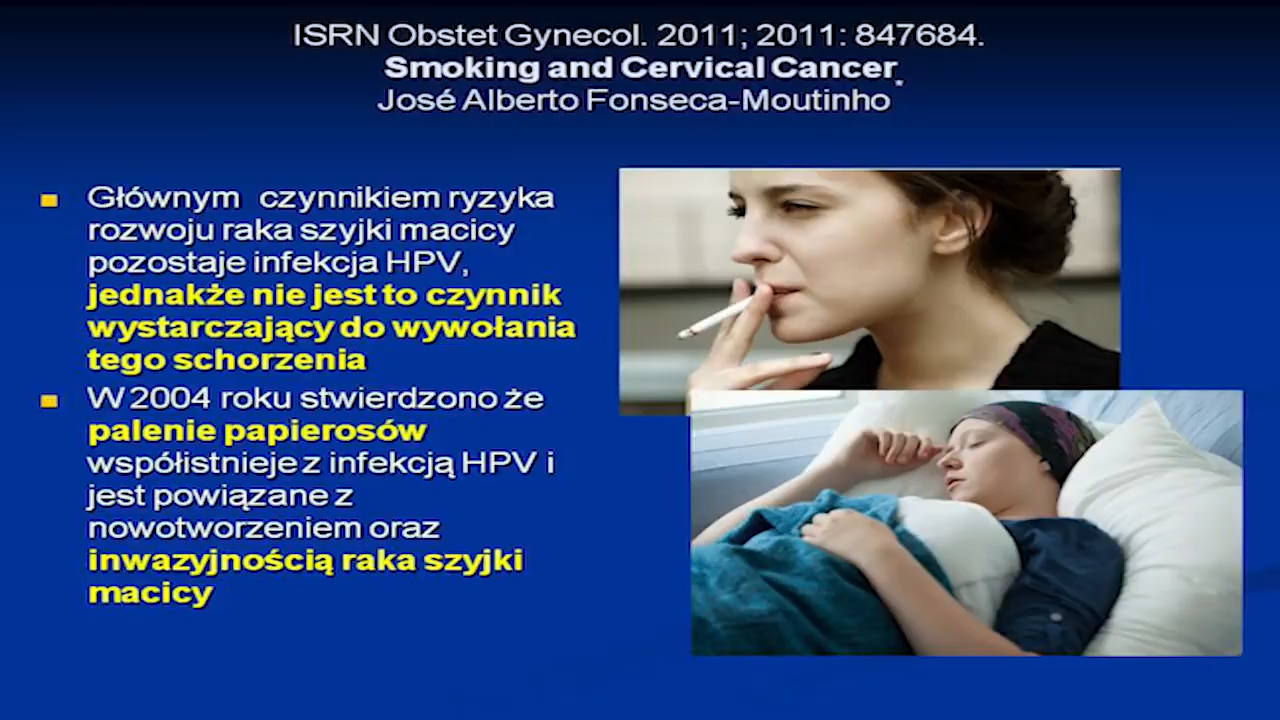 ISRN Obstet Gynecol. 2011; 2011: 847684.
Smoking and Cervical Cancer*
José Alberto Fonseca-Moutinho
Głównym czynnikiem ryzyka
rozwoju raka szyjki macicy
pozostaje infekcja HPV,
jednakże nie jest to czynnik
wystarczający do wywołania
tego schorzenia
W 2004 roku stwierdzono że
palenie papierosów
współistnieje z infekcją HPV i
jest powiązane z
nowotworzeniem oraz
inwazyjnością raka szyjki
macicy